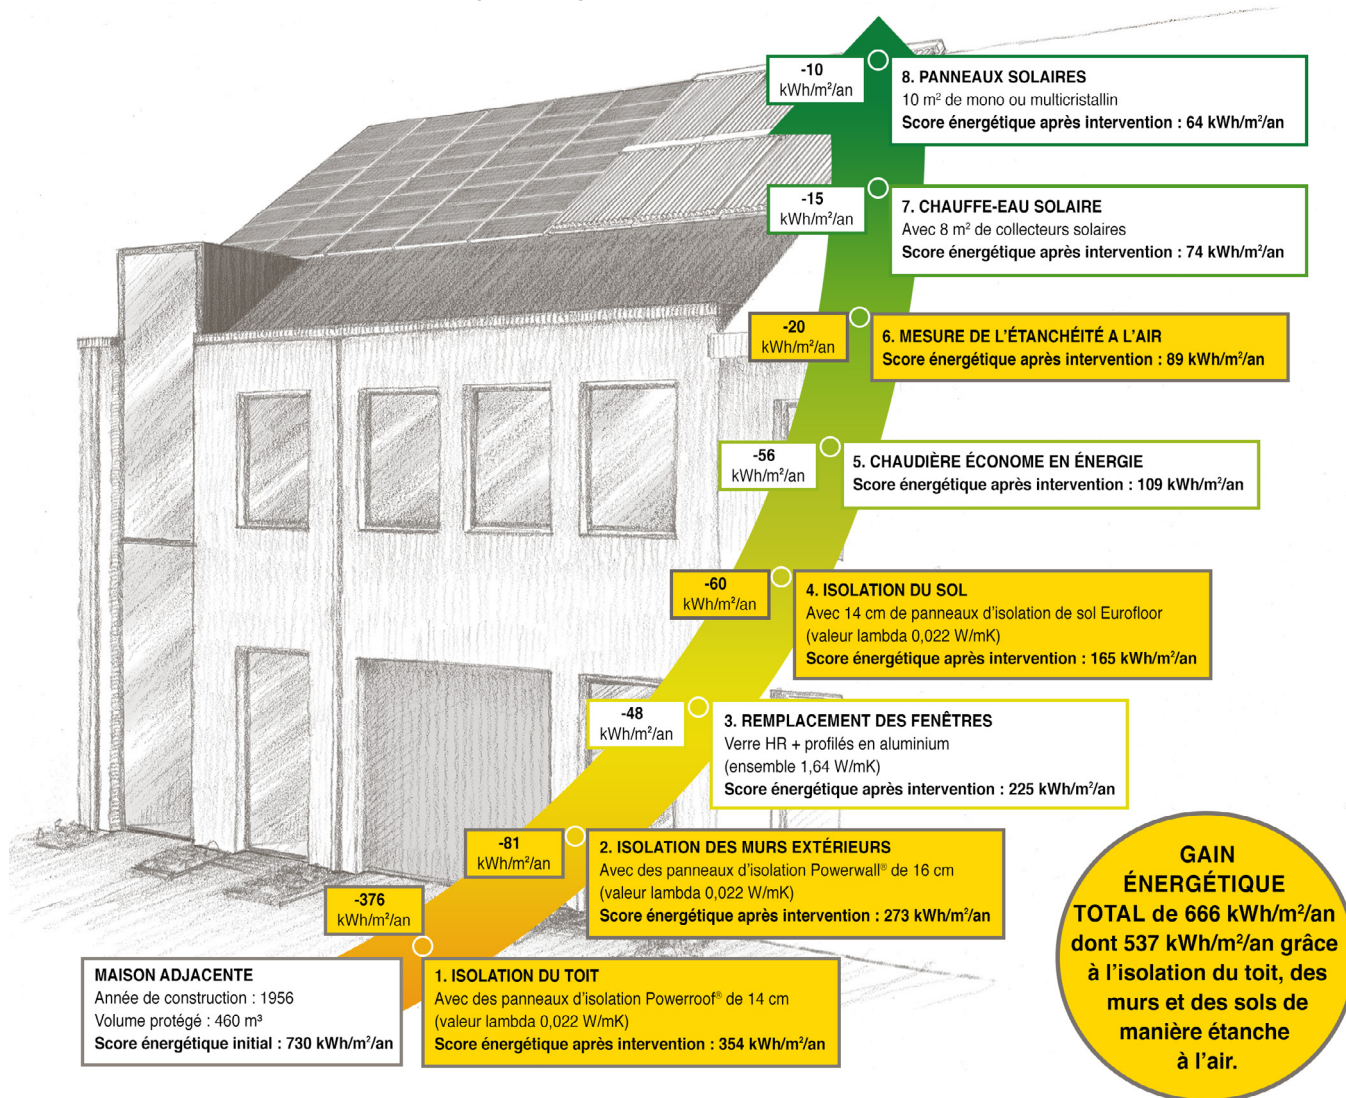 -10
kWh/m²/an
8. PANNEAUX SOLAIRES
10 m² de mono ou multicristallin
Score énergétique après intervention : 64 kWh/m²/an
-15
kWh/m²/an
7. CHAUFFE-EAU SOLAIRE
Avec 8 m² de collecteurs solaires
Score énergétique après intervention : 74 kWh/m²/an
-20
kWh/m²/an
6. MESURE DE L'ÉTANCHÉITÉ A L'AIR
Score énergétique après intervention : 89 kWh/m²/an
-56
kWh/m²/an
5. CHAUDIÈRE ÉCONOME EN ÉNERGIE
Score énergétique après intervention : 109 kWh/m²/an
-60
kWh/m²/an
4. ISOLATION DU SOL
Avec 14 cm de panneaux d'isolation de sol Eurofloor
(valeur lambda 0,022 W/mK)
Score énergétique après intervention : 165 kWh/m²/an
-48
kWh/m²/an
3. REMPLACEMENT DES FENÊTRES
Verre HR + profilés en aluminium
(ensemble 1,64 W/mK)
Score énergétique après intervention : 225 kWh/m²/an
-81
kWh/m²/an
2. ISOLATION DES MURS EXTÉRIEURS
Avec des panneaux d'isolation Powerwall® de 16 cm
(valeur lambda 0,022 W/mK)
Score énergétique après intervention : 273 kWh/m²/an
-376
kWh/m²/an
1. ISOLATION DU TOIT
Avec des panneaux d'isolation Powerroof® de 14 cm
(valeur lambda 0,022 W/mK)
Score énergétique après intervention : 354 kWh/m²/an
MAISON ADJACENTE
Année de construction : 1956
Volume protégé : 460 m³
Score énergétique initial : 730 kWh/m²/an
GAIN
ÉNERGÉTIQUE
TOTAL de 666 kWh/m²/an
dont 537 kWh/m²/an grâce
à l'isolation du toit, des
murs et des sols de
manière étanche
à l'air.